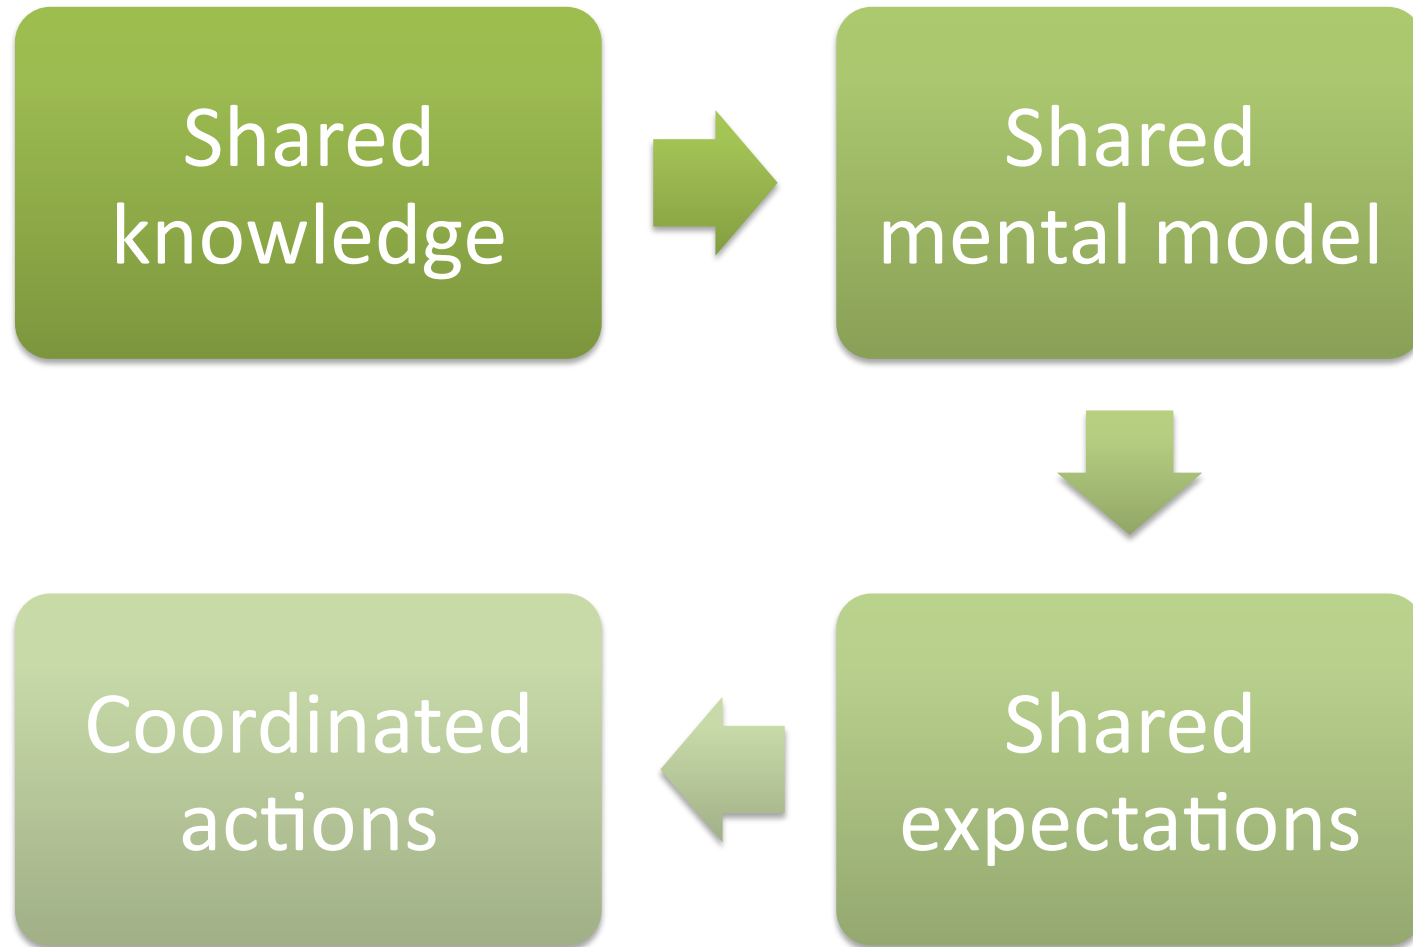 Shared
knowledge
Shared
mental model
Shared
expectations
Coordinated
actions